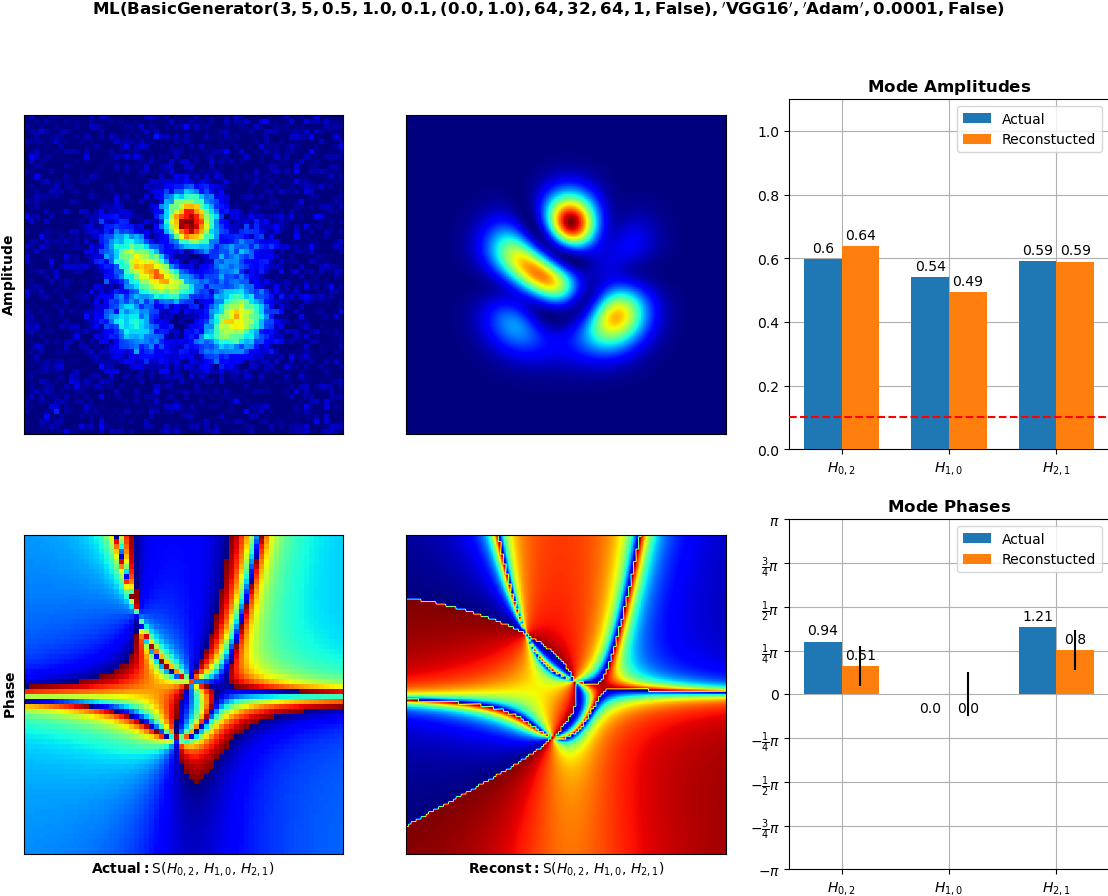 ML(BasicGenerator(3, 5, 0.5, 1.0, 0.1, (0.0, 1.0), 64, 32, 64, 1, False), ′VGG16′, ′Adam′, 0.0001, False)
Amplitude
Mode Amplitudes
Actual
Reconstucted
1.0
0.8
0.6
0.4
0.2
0.0
0.6
0.64
0.54
0.49
0.59
0.59
H0, 2
H1, 0
H2, 1
Phase
Actual: S(H0, 2, H1, 0, H2, 1)
Reconst: S(H0, 2, H1, 0, H2, 1)
Mode Phases
Actual
Reconstucted
π
3/4π
1/2π
1/4π
0
−1/4π
−1/2π
−3/4π
−π
0.94
0.51
0.0
0.0
1.21
0.8
H0, 2
H1, 0
H2, 1